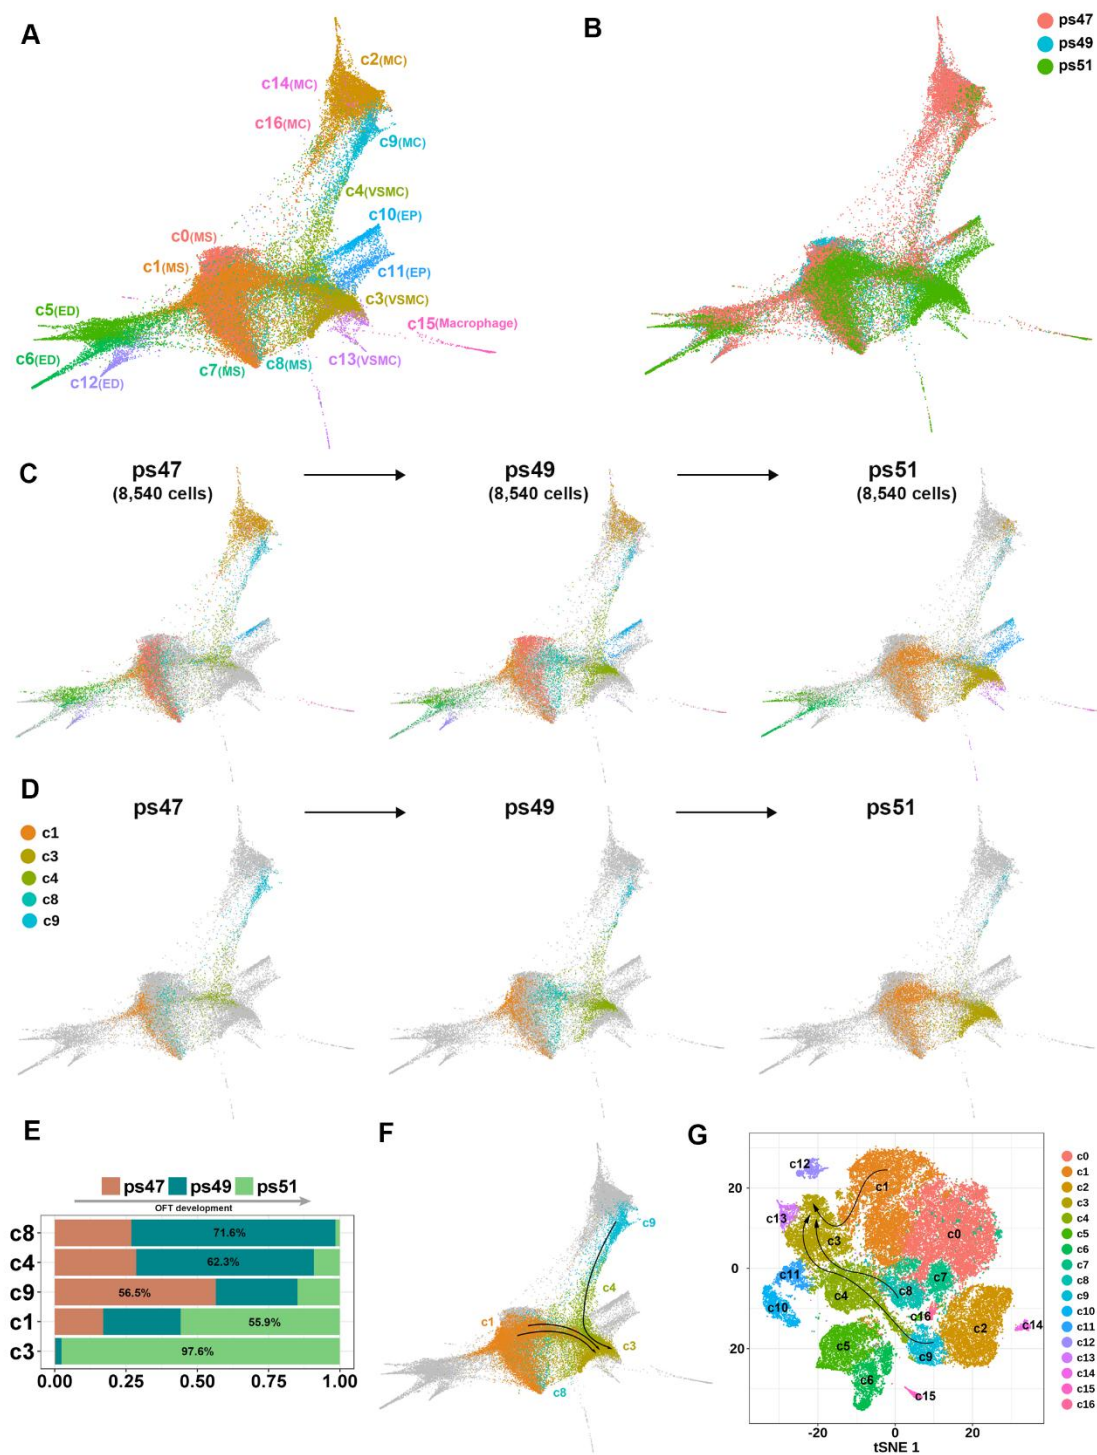 A
c2(MC)
c14(MC)
c16(MC)
c9(MC)
c4(VSMC)
c10(EP)
c0(MS)
c1(MS)
c11(EP)
c5(ED)
c3(VSMC)
c15(Macrophage)
c6(ED)
c12(ED)
c7(MS)
c8(MS)
c13(VSMC)
B
ps47
ps49
ps51
C
ps47
(8,540 cells)
ps49
(8,540 cells)
ps51
(8,540 cells)
D
ps47
ps49
ps51
c1
c3
c4
c8
c9
E
ps47 ps49 ps51
OFT development
c8 71.6%
c4 62.3%
c9 56.5%
c1 55.9%
c3 97.6%
0.00 0.25 0.50 0.75 1.00
F
c9
c4
c1
c3
c8
G
20
0
20
c12
c1
c13
c3
c0
c11
c7
c8
c4
c10
c16
c2
c14
c5
c9
c6
c15
-20 0 20
tSNE 1
c0
c1
c2
c3
c4
c5
c6
c7
c8
c9
c10
c11
c12
c13
c14
c15
c16